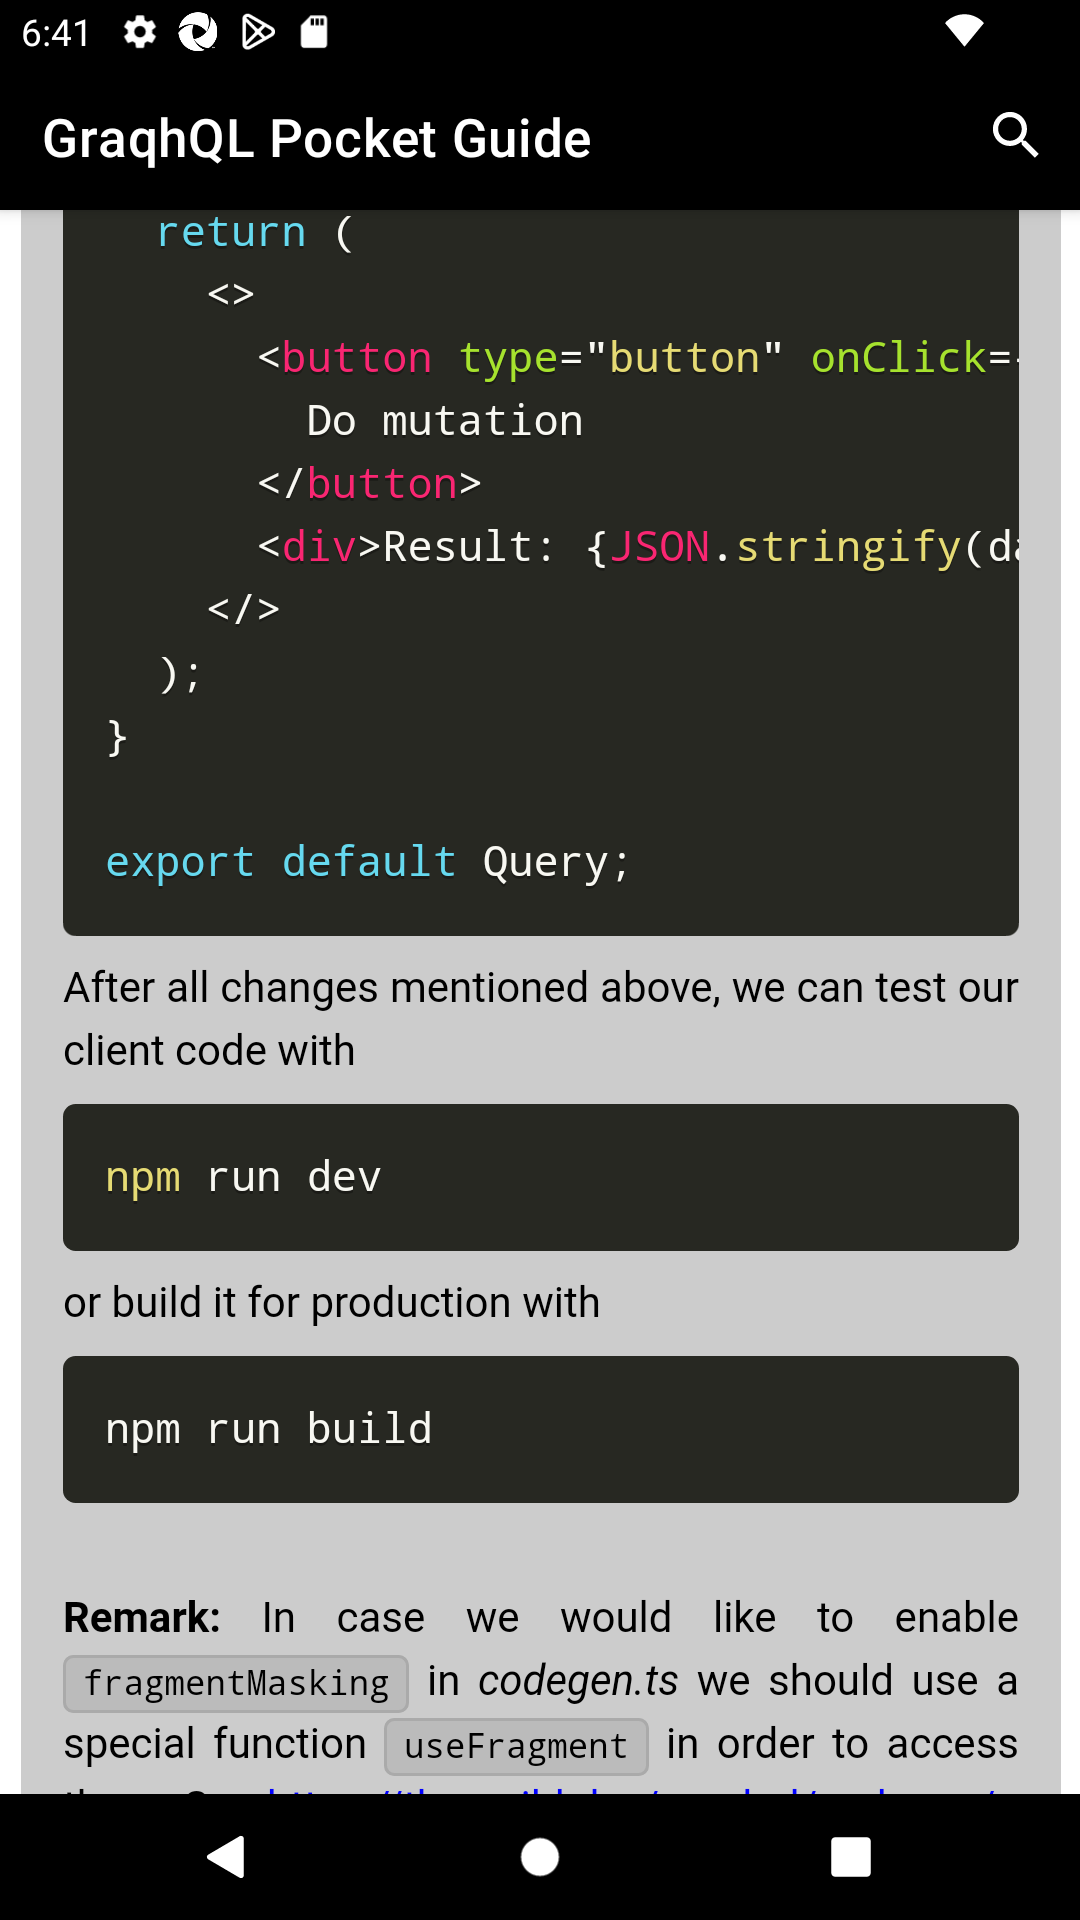 6:41
GraqhQL Pocket Guide
return (
<>
<button type="button" onClick=
Do mutation
</button>
<div>Result: {JSON.stringify(da
</>
);
}
export default Query;
After all changes mentioned above, we can test our
client code with
npm run dev
or build it for production with
npm run build
Remark: In case we would like to enable
fragmentMasking in codegen.ts we should use a
special function useFragment in order to access